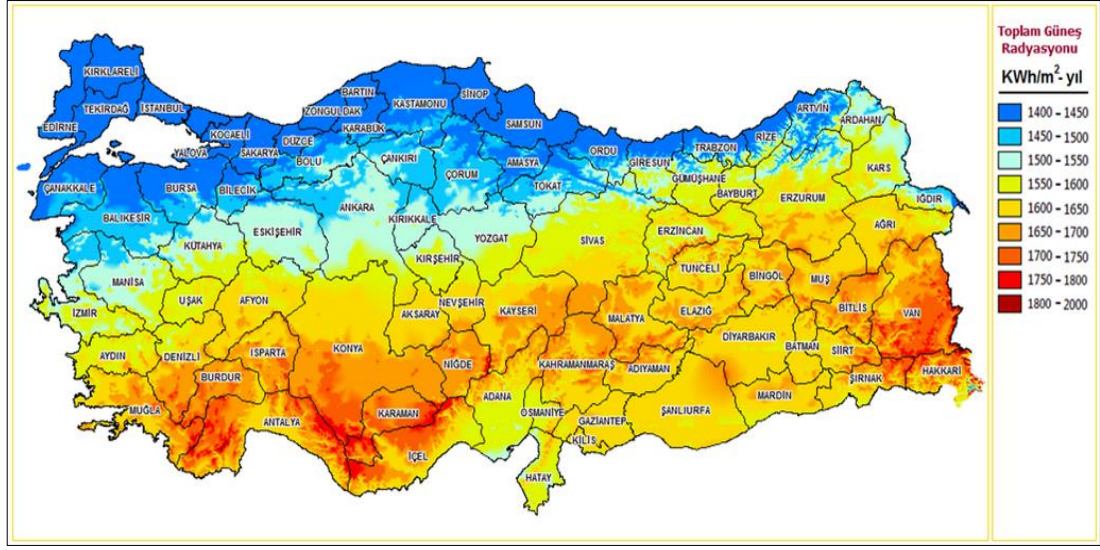 Toplam Güneş
Radyasyonu
KWh/m²- yıl
1400 – 1450
1450 – 1500
1500 – 1550
1550 – 1600
1600 – 1650
1650 – 1700
1700 – 1750
1750 – 1800
1800 – 2000
KIRKLARELİ
TEKİRDAĞ
İSTANBUL
EDİRNE
KOCAELİ
YALOVA
SAKARYA
DÜZCE
BOLU
ZONGULDAK
BARTIN
KARABÜK
KASTAMONU
SİNOP
SAMSUN
ÇANKIRI
ÇORUM
AMASYA
TOKAT
ORDU
GİRESUN
TRABZON
RİZE
ARTVİN
ARDAHAN
KARS
GÜMÜŞHANE
BAYBURT
ERZURUM
IĞDIR
AĞRI
ÇANAKKALE
BURSA
BİLECİK
BALIKESİR
KÜTAHYA
ESKİŞEHİR
ANKARA
KIRIKKALE
YOZGAT
SİVAS
ERZİNCAN
TUNCELİ
BİNGÖL
MUŞ
BİTLİS
VAN
MANİSA
UŞAK
AFYON
KIRŞEHİR
NEVŞEHİR
AKSARAY
KAYSERİ
MALATYA
ELAZIĞ
DİYARBAKIR
BATMAN
SİİRT
ŞIRNAK
HAKKARİ
İZMİR
AYDIN
DENİZLİ
ISPARTA
BURDUR
KONYA
NİĞDE
KAHRAMANMARAŞ
ADIYAMAN
ŞANLIURFA
MARDİN
MUĞLA
ANTALYA
KARAMAN
İÇEL
ADANA
OSMANİYE
GAZİANTEP
KİLİS
HATAY